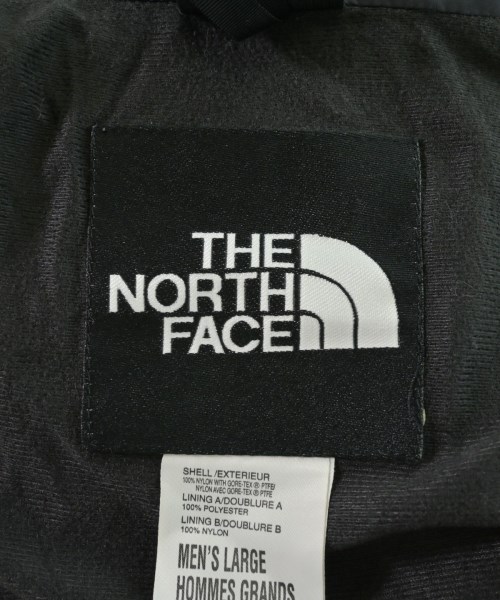 THE
NORTH
FACE
SHELL /EXTERIEUR
100% NYLON WITH GORE-TEX ® PTFE/
NYLON AVEC GORE-TEX ® PTFE
LINING A/DOUBLURE A
100% POLYESTER
LINING B/DOUBLURE B
100% NYLON
MEN'S LARGE
HOMMES GRANDS